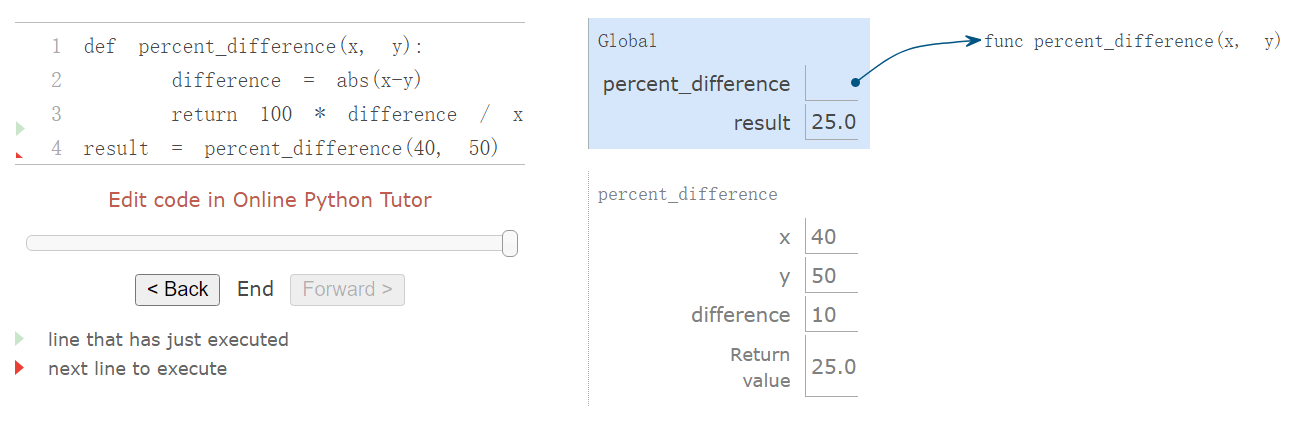 1 def percent_difference(x, y):
2 difference = abs(x-y)
3 return 100 * difference / x
4 result = percent_difference(40, 50)
Edit code in Online Python Tutor
< Back End Forward >
line that has just executed
next line to execute
Global
percent_difference
result 25.0
func percent_difference(x, y)
percent_difference
x 40
y 50
difference 10
Return
value 25.0